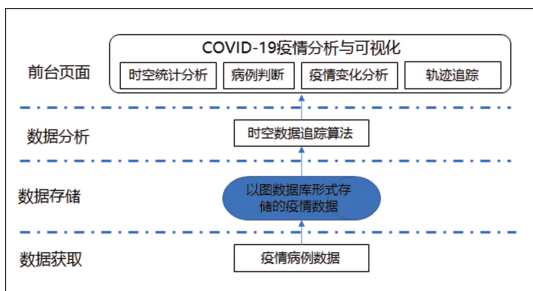 COVID-19疫情分析与可视化
前台页面
时空统计分析 病例判断 疫情变化分析 轨迹追踪
数据分析
时空数据追踪算法
数据存储
以图数据库形式存
储的疫情数据
数据获取
疫情病例数据